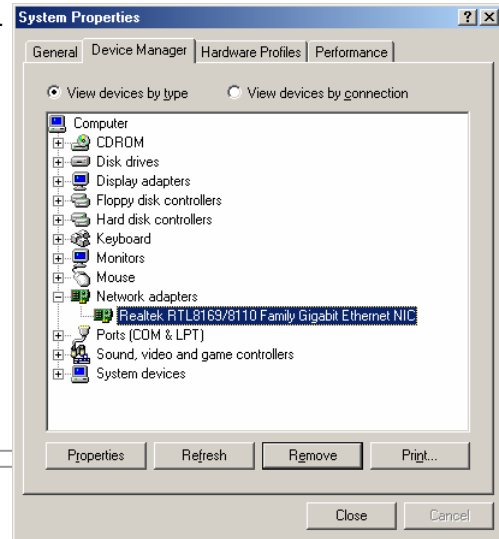 System Properties
General Device Manager Hardware Profiles Performance
View devices by type View devices by connection
Computer
CDROM
Disk drives
Display adapters
Floppy disk controllers
Hard disk controllers
Keyboard
Monitors
Mouse
Network adapters
Realtek RTL8169/8110 Family Gigabit Ethernet NIC
Ports (COM & LPT)
Sound, video and game controllers
System devices
Properties Refresh Remove Print...
Close Cancel